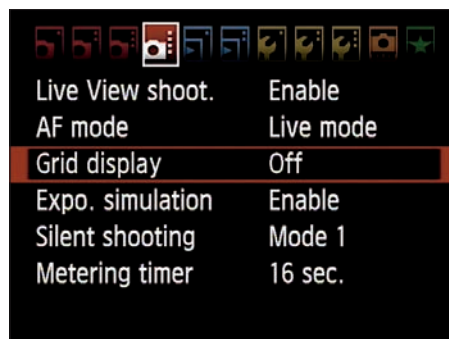 Live View shoot. Enable
AF mode Live mode
Grid display Off
Expo. simulation Enable
Silent shooting Mode 1
Metering timer 16 sec.